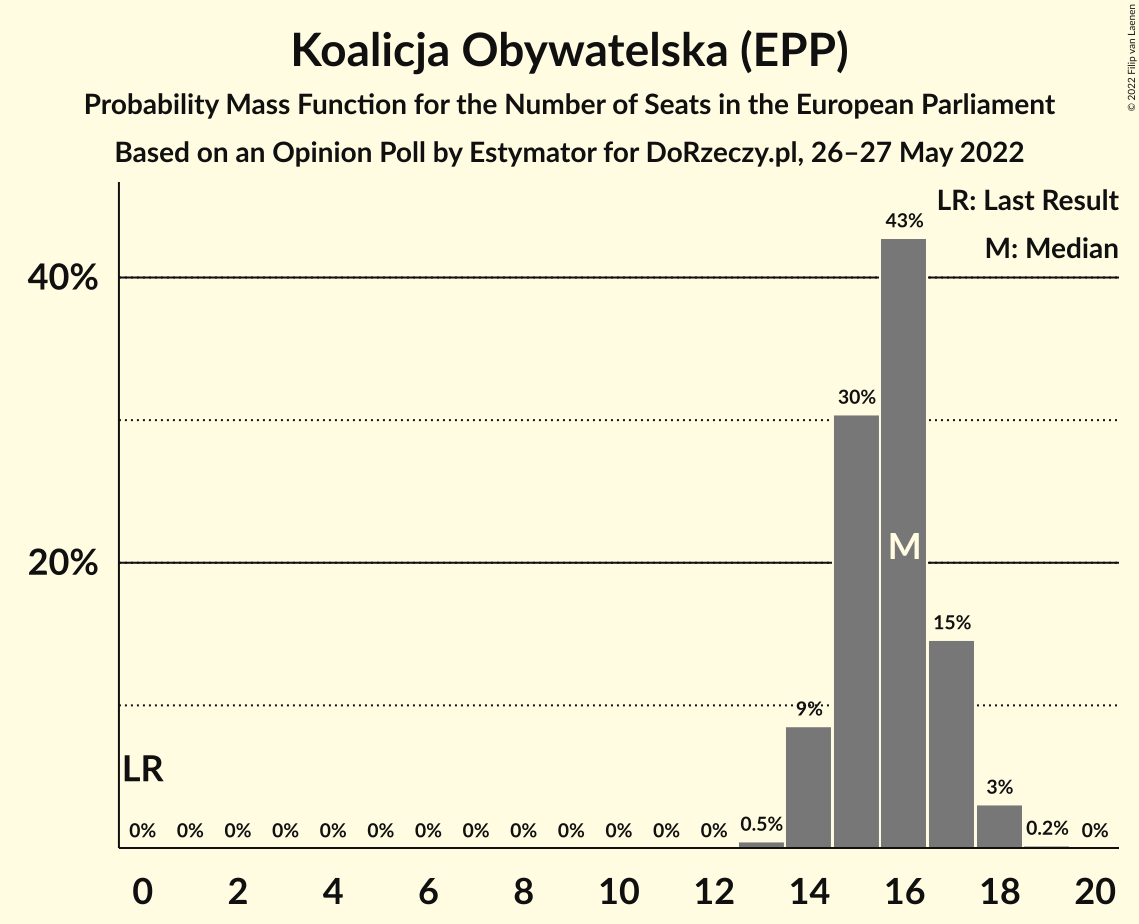 Koalicja Obywatelska (EPP)
Probability Mass Function for the Number of Seats in the European Parliament
Based on an Opinion Poll by Estymator for DoRzeczy.pl, 26–27 May 2022
© 2022 Filip van Laenen
LR: Last Result
M: Median
40%
20%
43%
30%
M
15%
9%
LR
3%
0% 0% 0% 0% 0% 0% 0% 0% 0% 0% 0% 0% 0% 0.5% 0.2% 0%
0 2 4 6 8 10 12 14 16 18 20